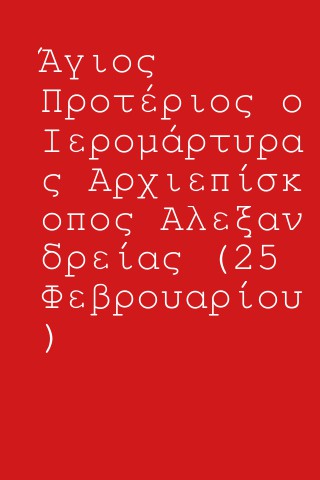 Άγιος
Προτέριος ο
Ιερομάρτυρα
ς Αρχιεπίσκ
οπος Αλεξαν
δρείας (25
Φεβρουαρίου
)